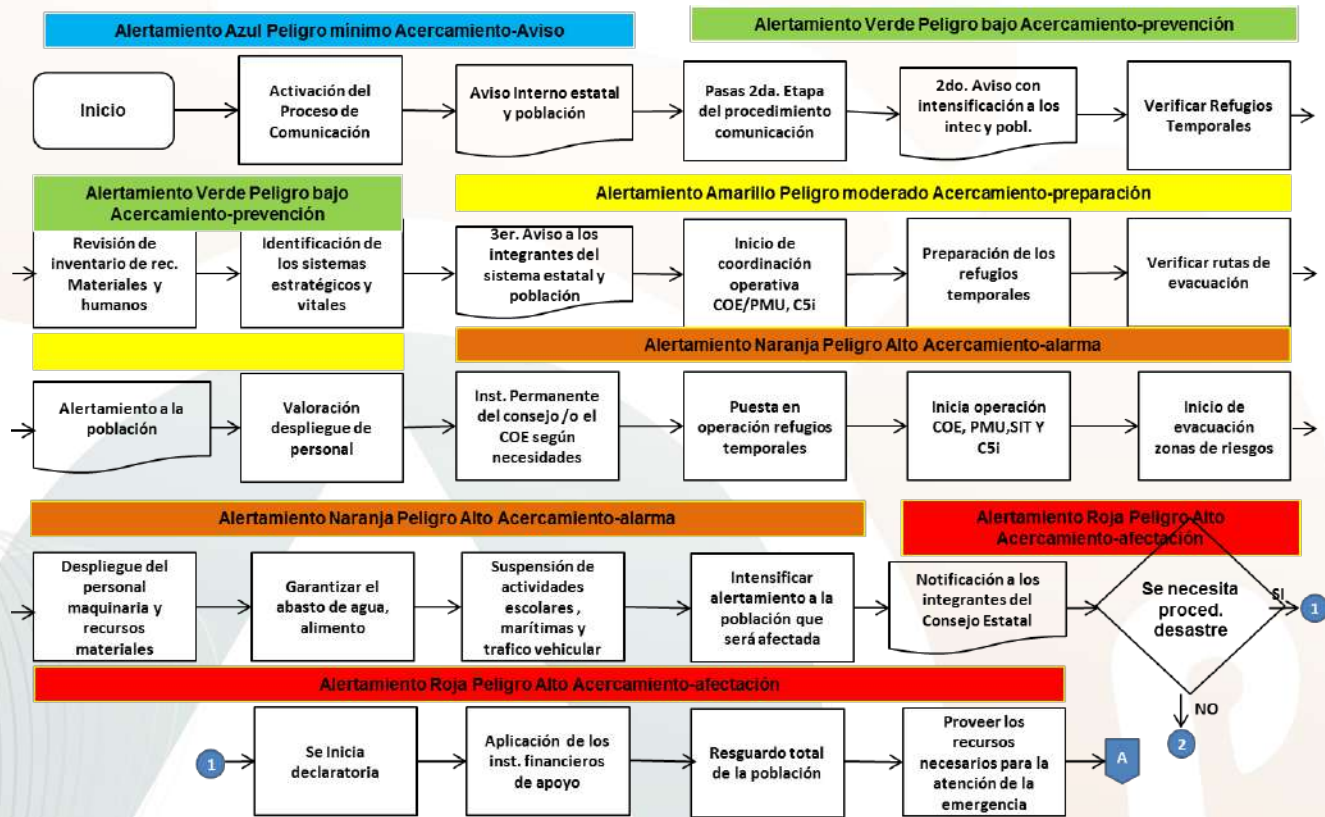 Alertamiento Azul Peligro mínimo Acercamiento-Aviso
Alertamiento Verde Peligro bajo Acercamiento-prevención
Inicio
Activación del
Proceso de
Comunicación
Aviso Interno estatal
y población
Pasas 2da. Etapa
del procedimiento
comunicación
2do. Aviso con
intensificación a los
intec y pobl.
Verificar Refugios
Temporales
Alertamiento Verde Peligro bajo
Acercamiento-prevención
Alertamiento Amarillo Peligro moderado Acercamiento-preparación
Revisión de
inventario de rec.
Materiales y
humanos
Identificación de
los sistemas
estratégicos y
vitales
3er. Aviso a los
integrantes del
sistema estatal y
población
Inicio de
coordinación
operativa
COE/PMU, C5i
Preparación de los
refugios
temporales
Verificar rutas de
evacuación
Alertamiento Naranja Peligro Alto Acercamiento-alarma
Alertamiento a la
población
Valoración
despliegue de
personal
Inst. Permanente
del consejo /o el
COE según
necesidades
Puesta en
operación refugios
temporales
Inicia operación
COE, PMU,SIT Y
C5i
Inicio de
evacuación
zonas de riesgos
Alertamiento Naranja Peligro Alto Acercamiento-alarma
Alertamiento Roja Peligro Alto
Acercamiento-afectación
Despliegue del
personal
maquinaria y
recursos
materiales
Garantizar el
abasto de agua,
alimento
Suspensión de
actividades
escolares ,
marítimas y
trafico vehicular
Intensificar
alertamiento a la
población que
será afectada
Notificación a los
integrantes del
Consejo Estatal
Se necesita
proced.
desastre
SI
1
NO
2
Alertamiento Roja Peligro Alto Acercamiento-afectación
1
Se Inicia
declaratoria
Aplicación de los
inst. financieros
de apoyo
Resguardo total
de la población
Proveer los
recursos
necesarios para la
atención de la
emergencia
A